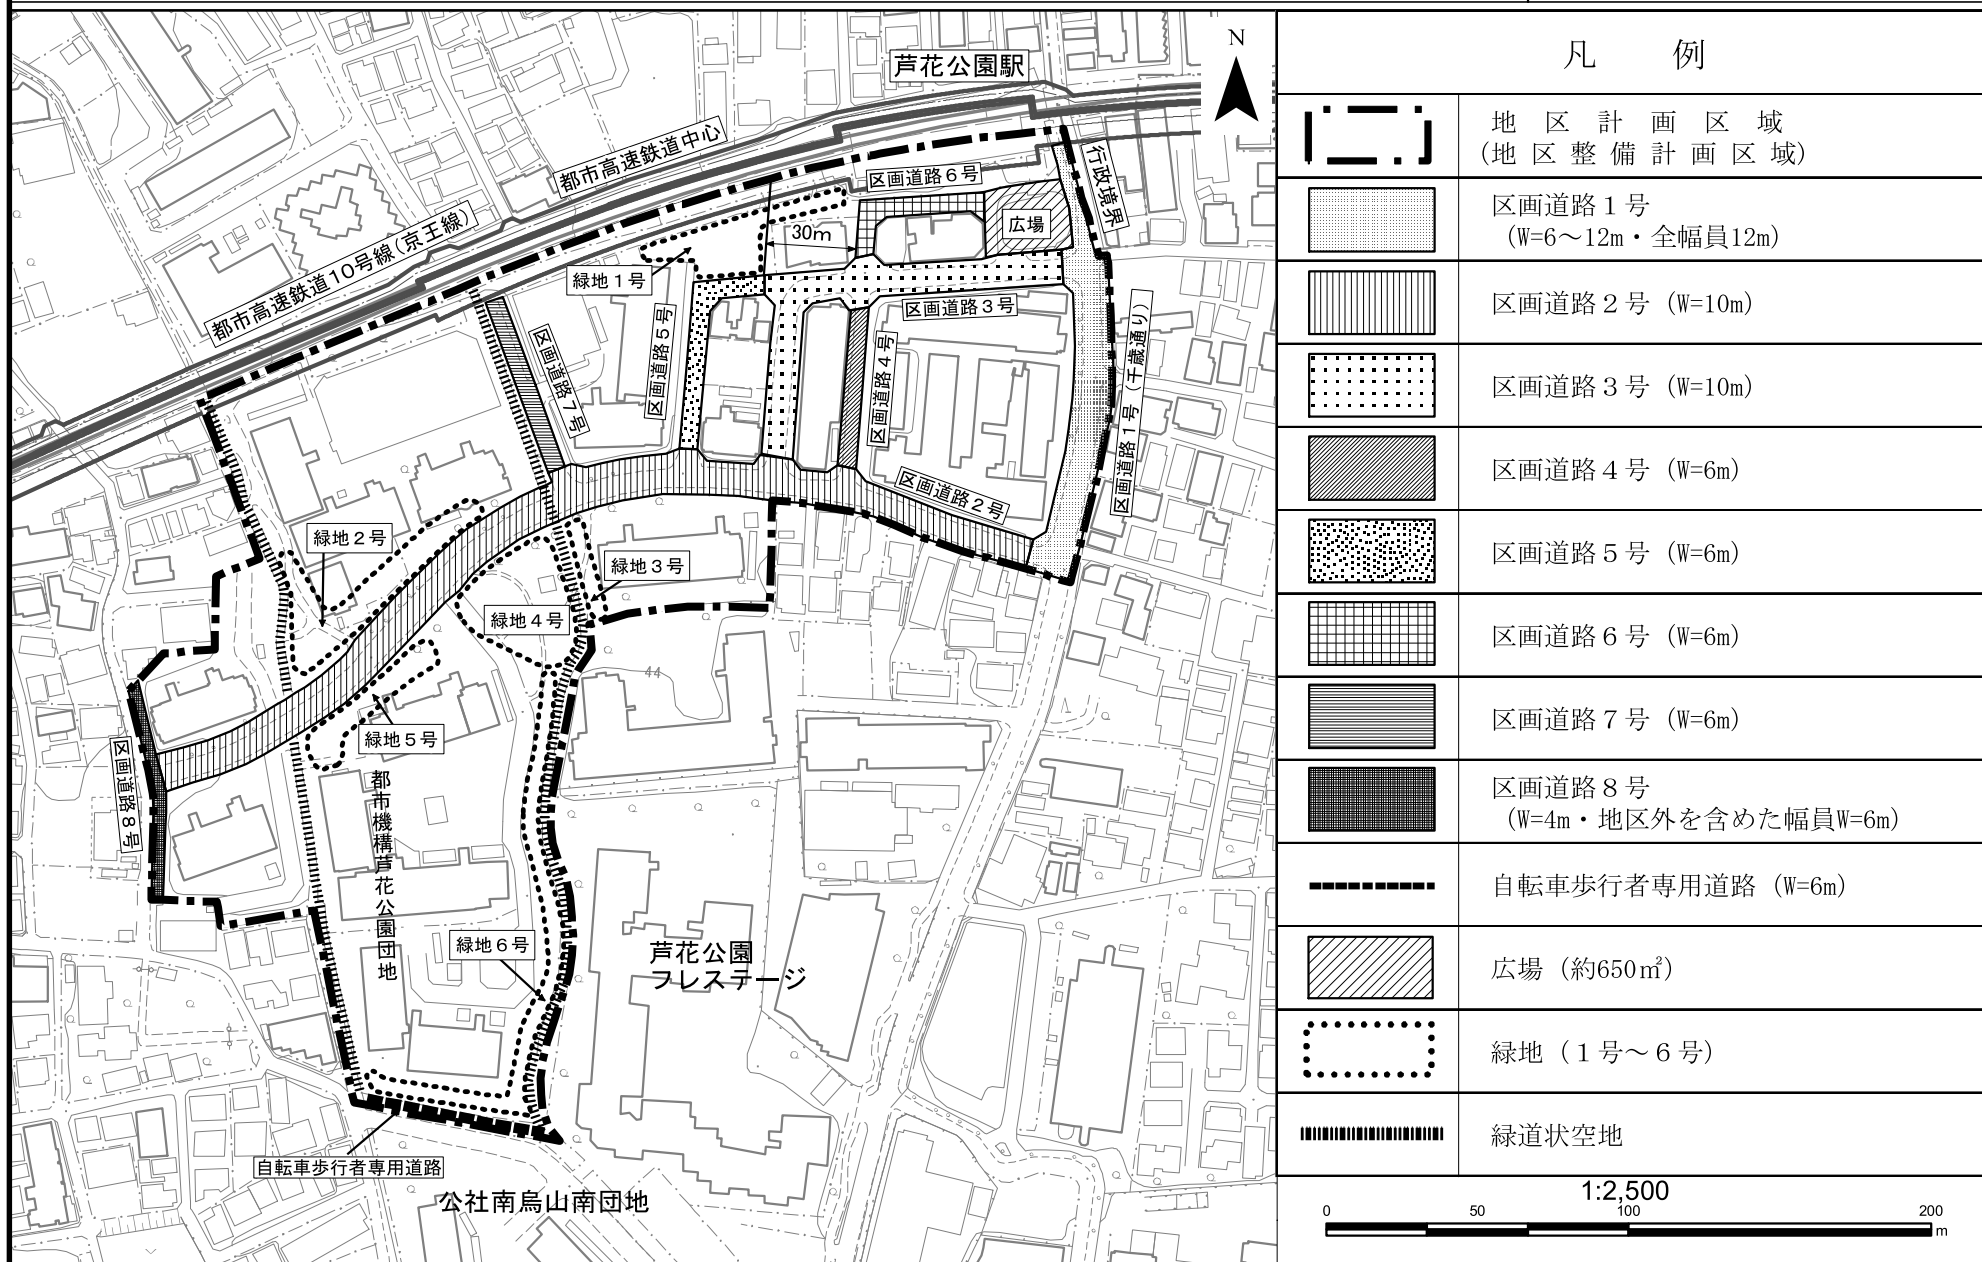 芦花公園駅
N
都市高速鉄道中心
都市高速鉄道10号線(京王線)
行政境界
区画道路6号
広場
30m
緑地1号
区画道路3号
区画道路5号
区画道路7号
区画道路4号
区画道路1号(千歳通り)
区画道路2号
緑地2号
緑地3号
緑地4号
44
緑地5号
区画道路8号
都市機構芦花公園団地
緑地6号
芦花公園
フレステージ
自転車歩行者専用道路
公社南烏山南団地
凡例
地区計画区域
(地区整備計画区域)
区画道路1号
(W=6~12m・全幅員12m)
区画道路2号 (W=10m)
区画道路3号 (W=10m)
区画道路4号 (W=6m)
区画道路5号 (W=6m)
区画道路6号 (W=6m)
区画道路7号 (W=6m)
区画道路8号
(W=4m・地区外を含めた幅員W=6m)
自転車歩行者専用道路 (W=6m)
広場 (約650㎡)
緑地 (1号~6号)
緑道状空地
1:2,500
0 50 100 200
m